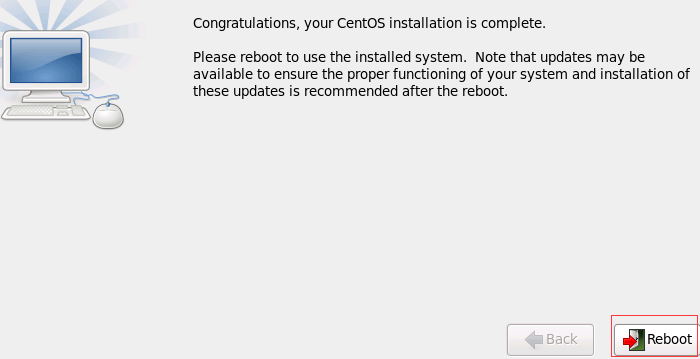 Congratulations, your CentOS installation is complete.
Please reboot to use the installed system.  Note that updates may be
available to ensure the proper functioning of your system and installation of
these updates is recommended after the reboot.
Back
Reboot